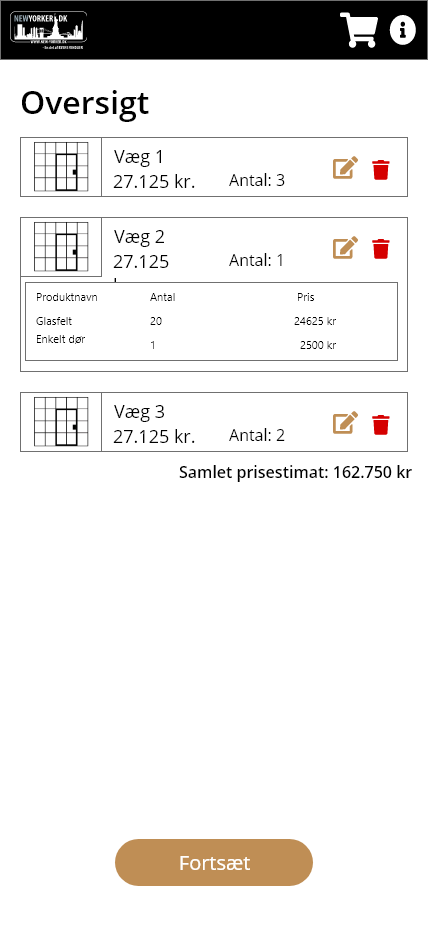 NEWYORKER.DK
WWW.NEW-YORKER.DK
Oversigt
Væg 1
27.125 kr.
Antal: 3
Væg 2
27.125
Antal: 1
Produktnavn Antal Pris
Glasfelt 20 24625 kr
Enkelt dør 1 2500 kr
Væg 3
27.125 kr.
Antal: 2
Samlet prisestimat: 162.750 kr
Fortsæt